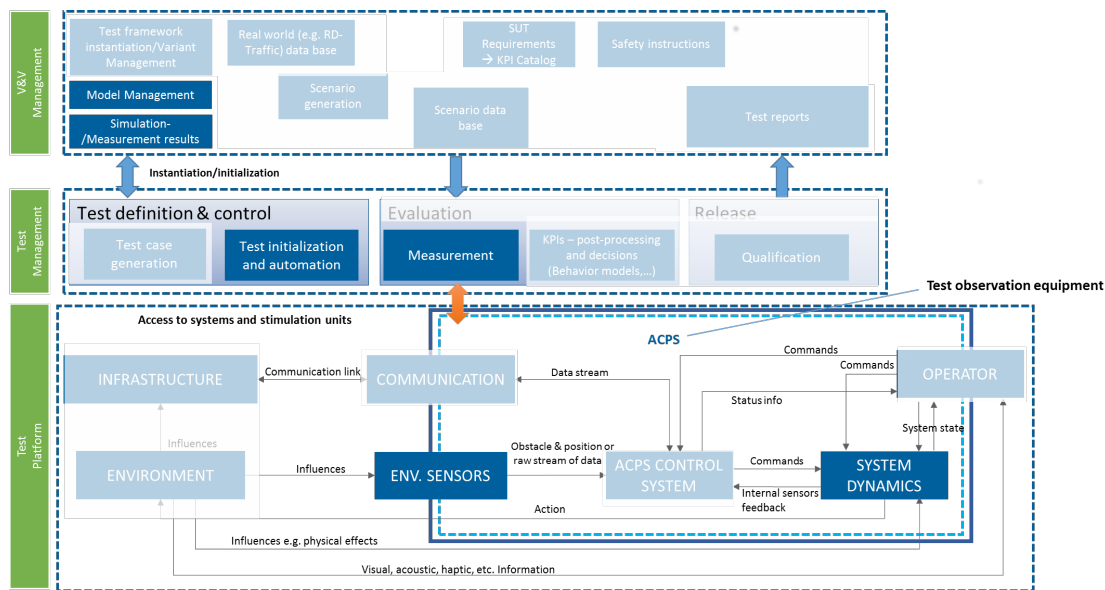 V&V
Management
Test framework
instantiation/Variant
Management
Real world (e.g. RD-
Traffic) data base
SUT
Requirements
→ KPI Catalog
Safety instructions
Model Management
Scenario
generation
Scenario data
base
Test reports
Simulation-
/Measurement results
Instantiation/initialization
Test
Management
Test definition & control
Evaluation
Release
Test case
generation
Test initialization
and automation
Measurement
KPIs – post-processing
and decisions
(Behavior models,...)
Qualification
Test observation equipment
Test
Platform
Access to systems and stimulation units
ACPS
INFRASTRUCTURE
Communication link
COMMUNICATION
Data stream
Commands
Commands
OPERATOR
Status info
System state
Influences
ENVIRONMENT
Influences
ENV. SENSORS
Obstacle & position or
raw stream of data
ACPS CONTROL
SYSTEM
Commands
Internal sensors
feedback
SYSTEM
DYNAMICS
Action
Influences e.g. physical effects
Visual, acoustic, haptic, etc. Information